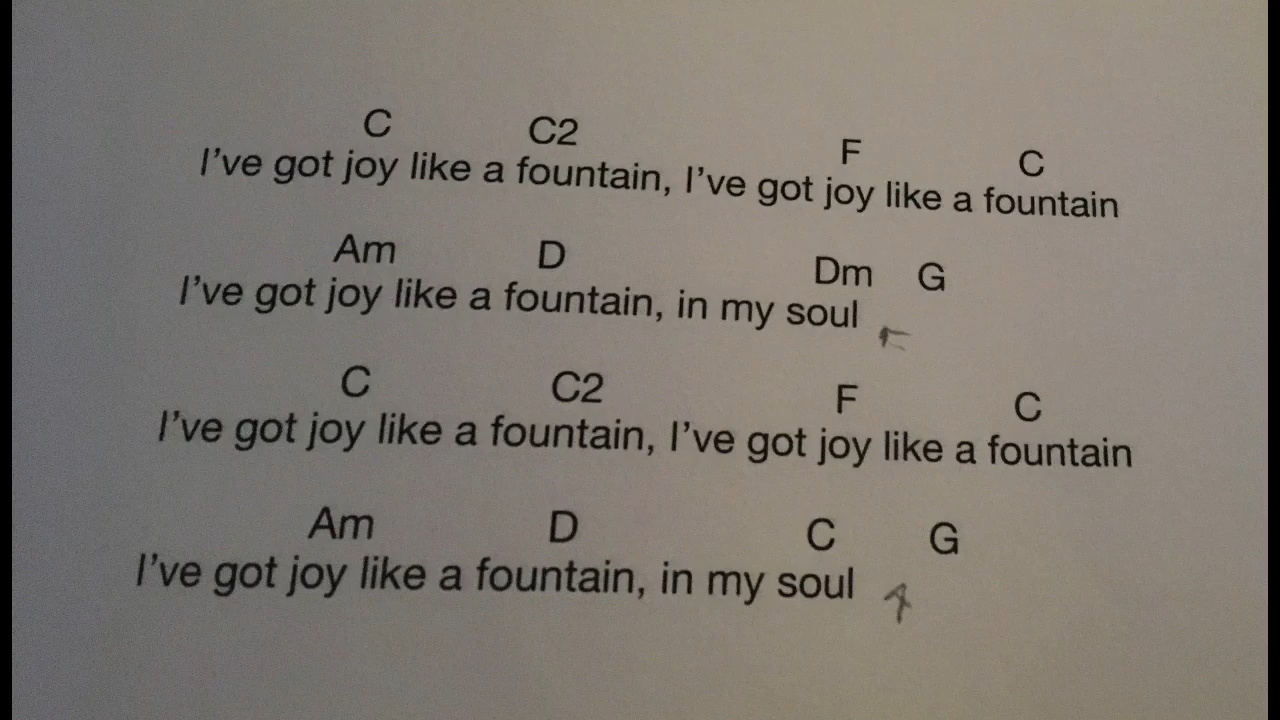 C C2 F C
I've got joy like a fountain, I've got joy like a fountain
Am D Dm G
I've got joy like a fountain, in my soul
C C2 F C
I've got joy like a fountain, I've got joy like a fountain
Am D C G
I've got joy like a fountain, in my soul